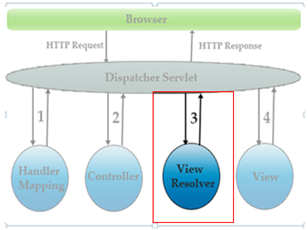 Browser
HTTP Request
HTTP Response
Dispatcher Servlet
1
2
3
4
Handler
Mapping
Controller
View
Resolver
View